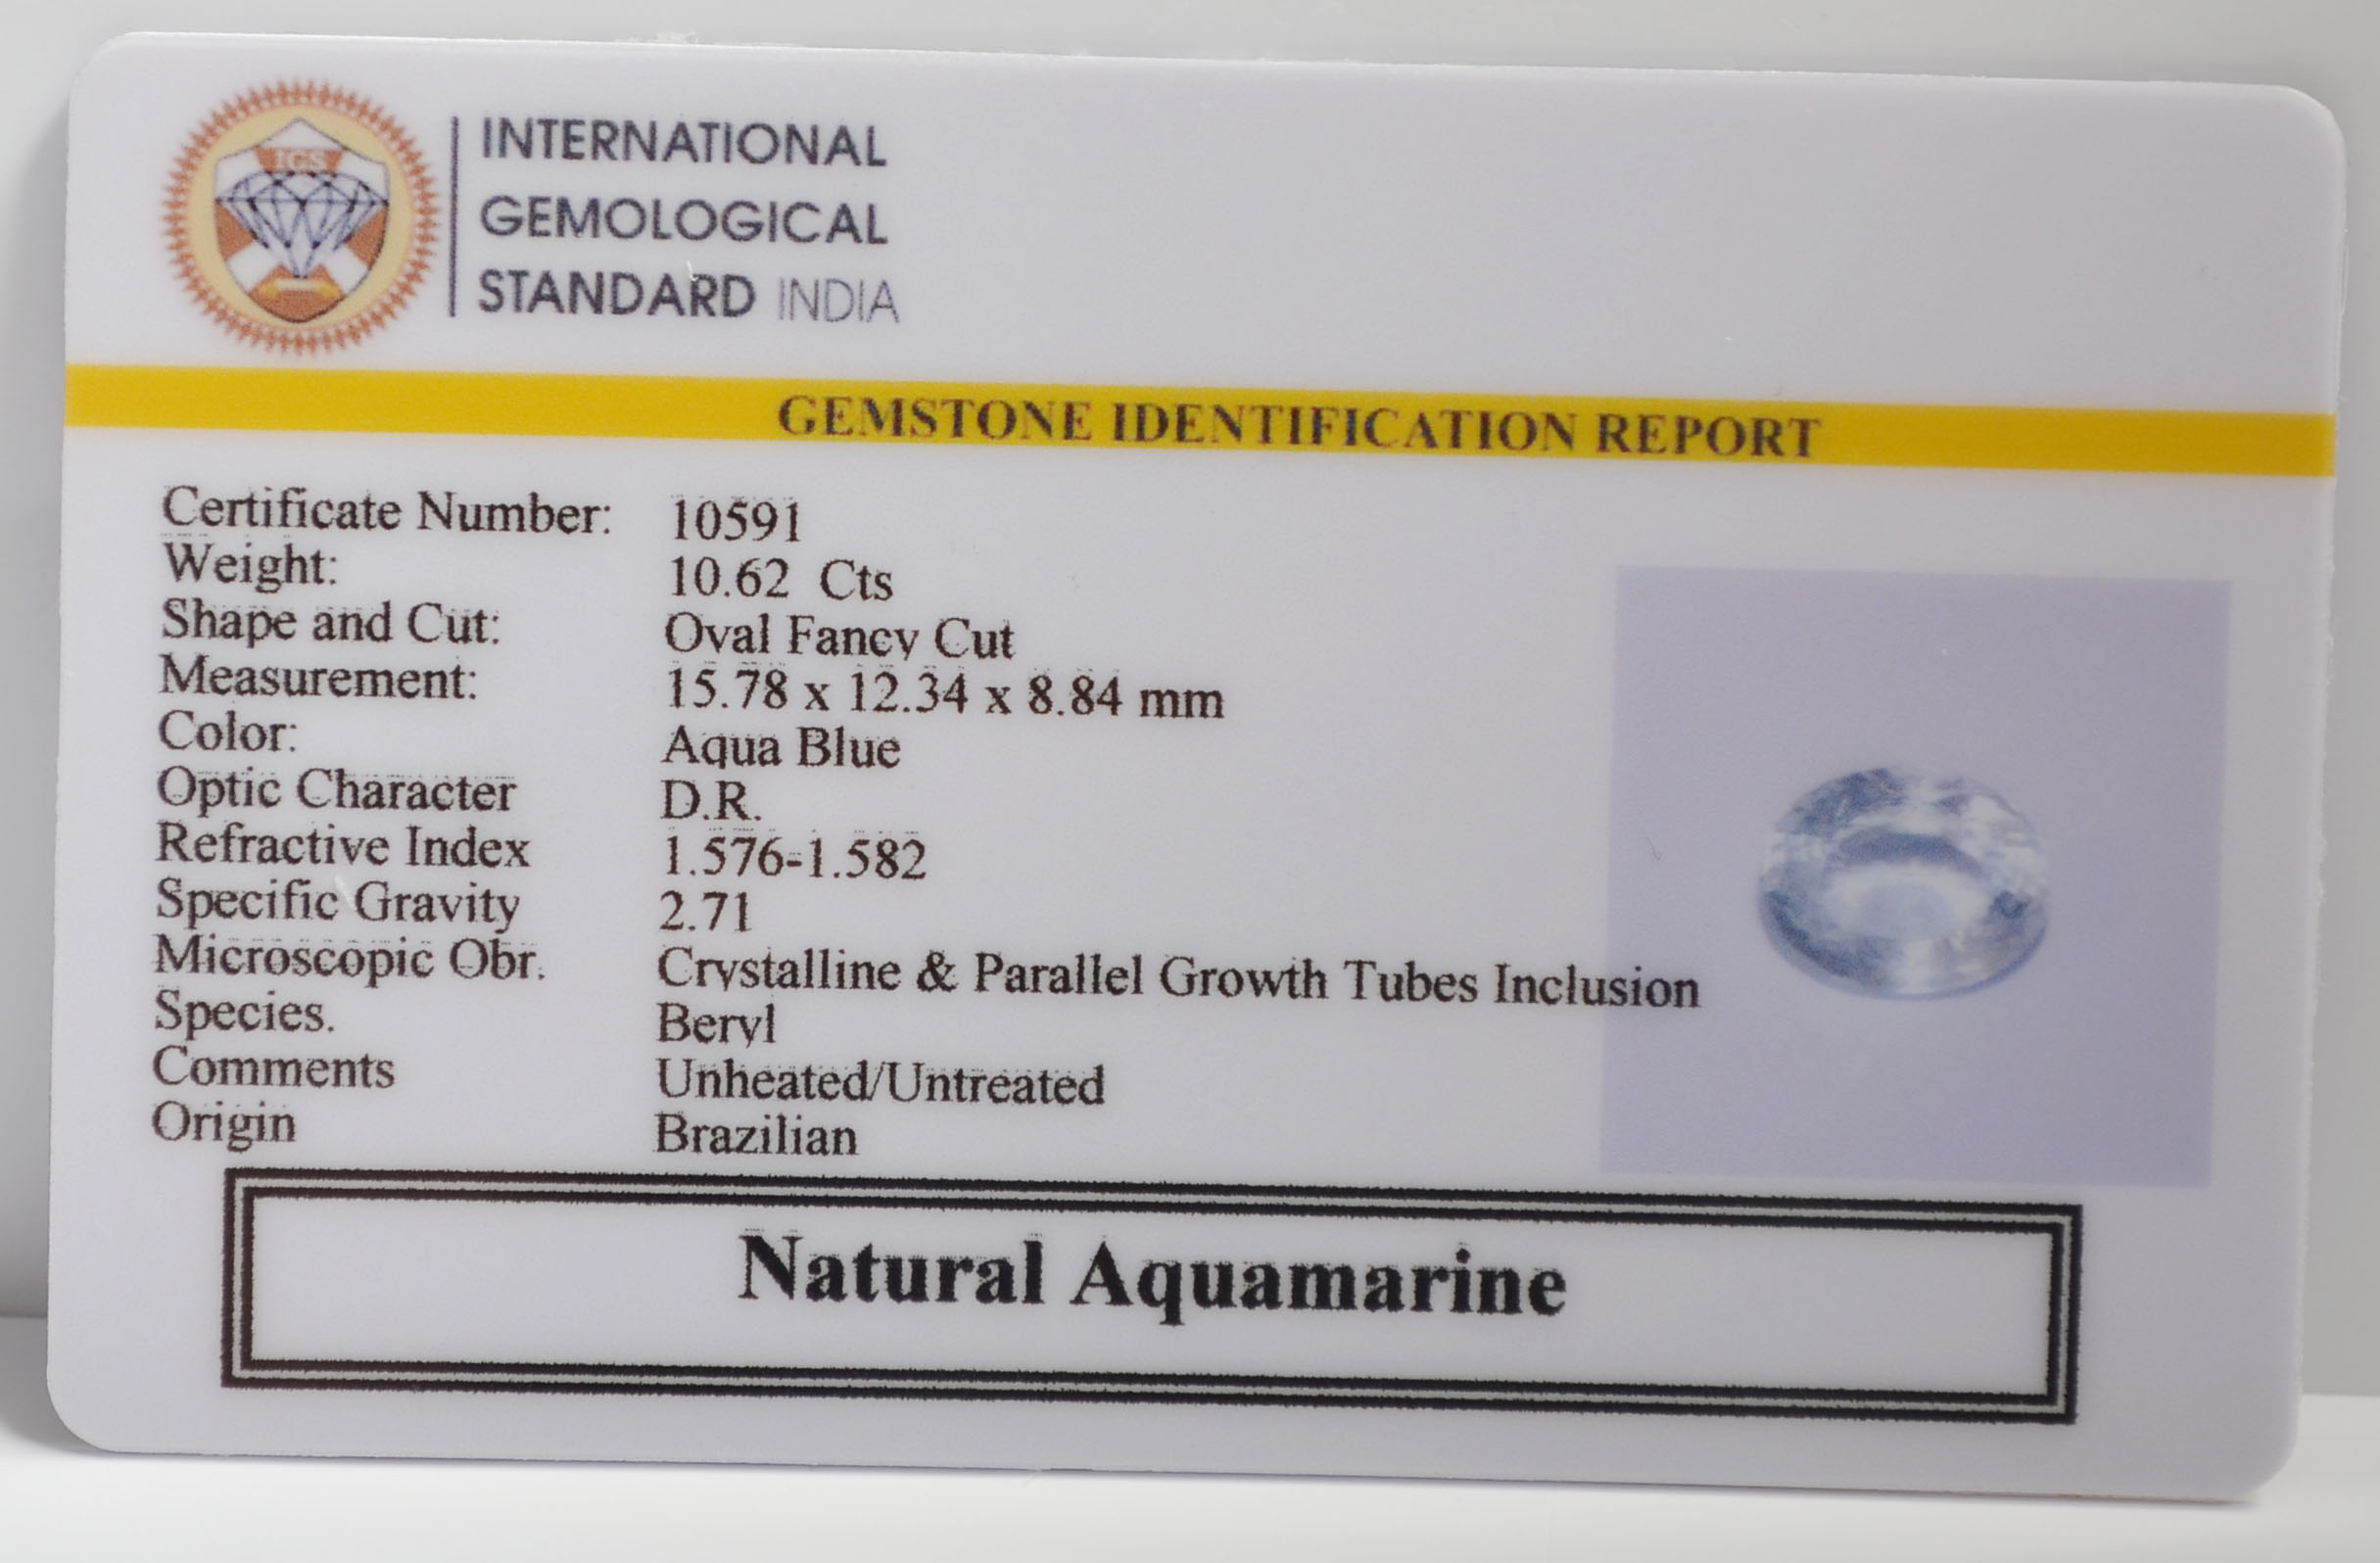 IGS
INTERNATIONAL
GEMOLOGICAL
STANDARD INDIA
GEMSTONE IDENTIFICATION REPORT
Certificate Number: 10591
Weight: 10.62 Cts
Shape and Cut: Oval Fancy Cut
Measurement: 15.78 x 12.34 x 8.84 mm
Color: Aqua Blue
Optic Character D.R.
Refractive Index 1.576-1.582
Specific Gravity 2.71
Microscopic Obr. Crystalline & Parallel Growth Tubes Inclusion
Species. Beryl
Comments Unheated/Untreated
Origin Brazilian
Natural Aquamarine